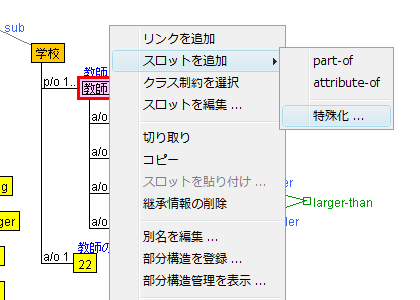 sub
学校
p/o 1..
教師
教師
a/o
a/o
a/o
a/o
a/o 1
教師の
22
g
リンクを追加
スロットを追加
クラス制約を選択
スロットを編集 ...
切り取り
コピー
スロットを貼り付け ...
継承情報の削除
別名を編集 ...
部分構造を登録 ...
部分構造管理を表示 ...
part-of
attribute-of
特殊化 ...
larger-than